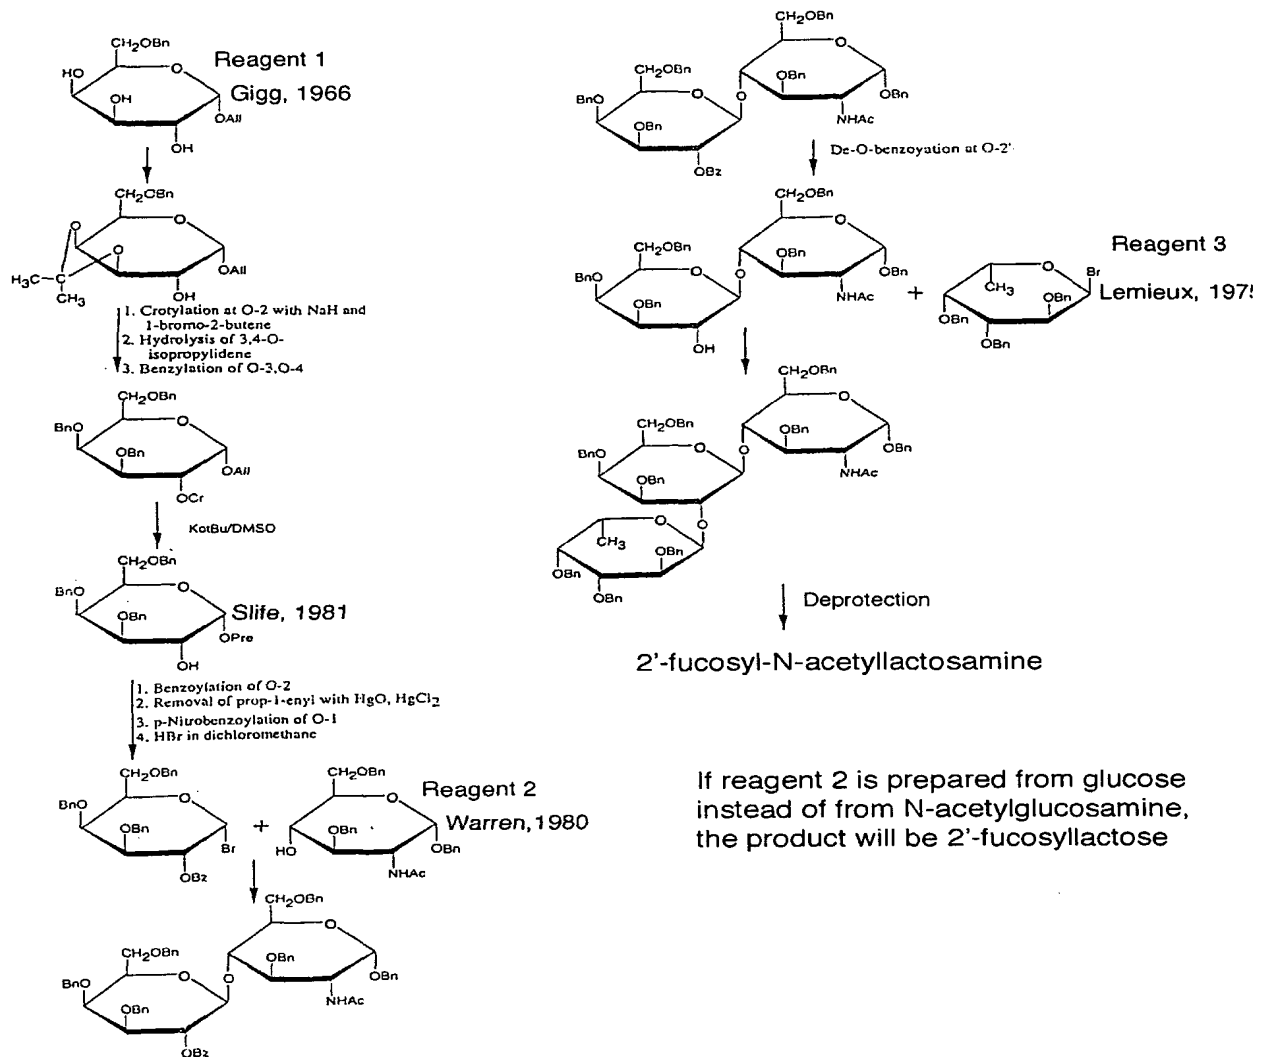 CH2OBn
HO
O
Reagent 1
OH
Gigg, 1966
OAll
OH
CH2OBn
O
O
O
H3C
C
CH3
OAll
OH
1. Crotylation at O-2 with NaH and
1-bromo-2-butene
2. Hydrolysis of 3,4-O-
isopropylidene
3. Benzylation of O-3,O-4
CH2OBn
BnO
O
OBn
OAll
OCr
KotBu/DMSO
CH2OBn
BnO
O
OBn
Slife, 1981
OPre
OH
1. Benzoylation of O-2
2. Removal of prop-1-enyl with HgO, HgCl2
3. p-Nitrobenzoylation of O-1
4. HBr in dichloromethane
CH2OBn
BnO
O
OBn
Br
OBz
+
CH2OBn
O
Reagent 2
OBn
Warren, 1980
HO
OBn
NHAc
CH2OBn
O
CH2OBn
BnO
O
OBn
O
OBn
NHAc
OBn
OBz
CH2OBn
O
CH2OBn
BnO
O
OBn
O
OBn
NHAc
OBn
OBz
De-O-benzoyation at O-2'
CH2OBn
O
CH2OBn
BnO
O
OBn
O
OBn
NHAc
OBn
OH
+
Reagent 3
O
Br
CH3
OBn
Lemieux, 197
OBn
OBn
CH2OBn
O
CH2OBn
BnO
O
OBn
O
OBn
NHAc
OBn
O
O
CH3
OBn
OBn
OBn
Deprotection
2'-fucosyl-N-acetyllactosamine
If reagent 2 is prepared from glucose
instead of from N-acetylglucosamine,
the product will be 2'-fucosyllactose